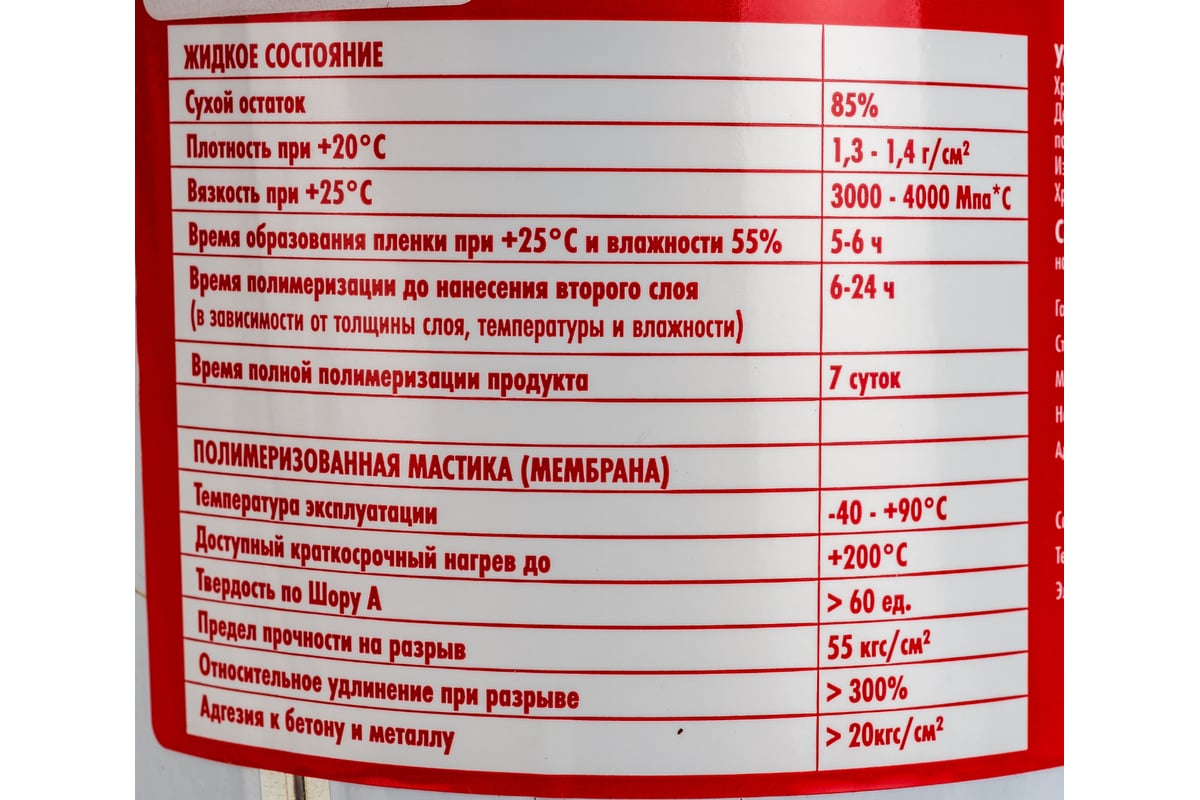 ЖИДКОЕ СОСТОЯНИЕ
Сухой остаток 85%
Плотность при +20°С 1,3 - 1,4 г/см²
Вязкость при +25°С 3000 - 4000 Мпа*С
Время образования пленки при +25°С и влажности 55% 5-6 ч
Время полимеризации до нанесения второго слоя 6-24 ч
(в зависимости от толщины слоя, температуры и влажности)
Время полной полимеризации продукта 7 суток
ПОЛИМЕРИЗОВАННАЯ МАСТИКА (МЕМБРАНА)
Температура эксплуатации -40 - +90°С
Доступный краткосрочный нагрев до +200°С
Твердость по Шору А > 60 ед.
Предел прочности на разрыв 55 кгс/см²
Относительное удлинение при разрыве > 300%
Адгезия к бетону и металлу > 20кгс/см²